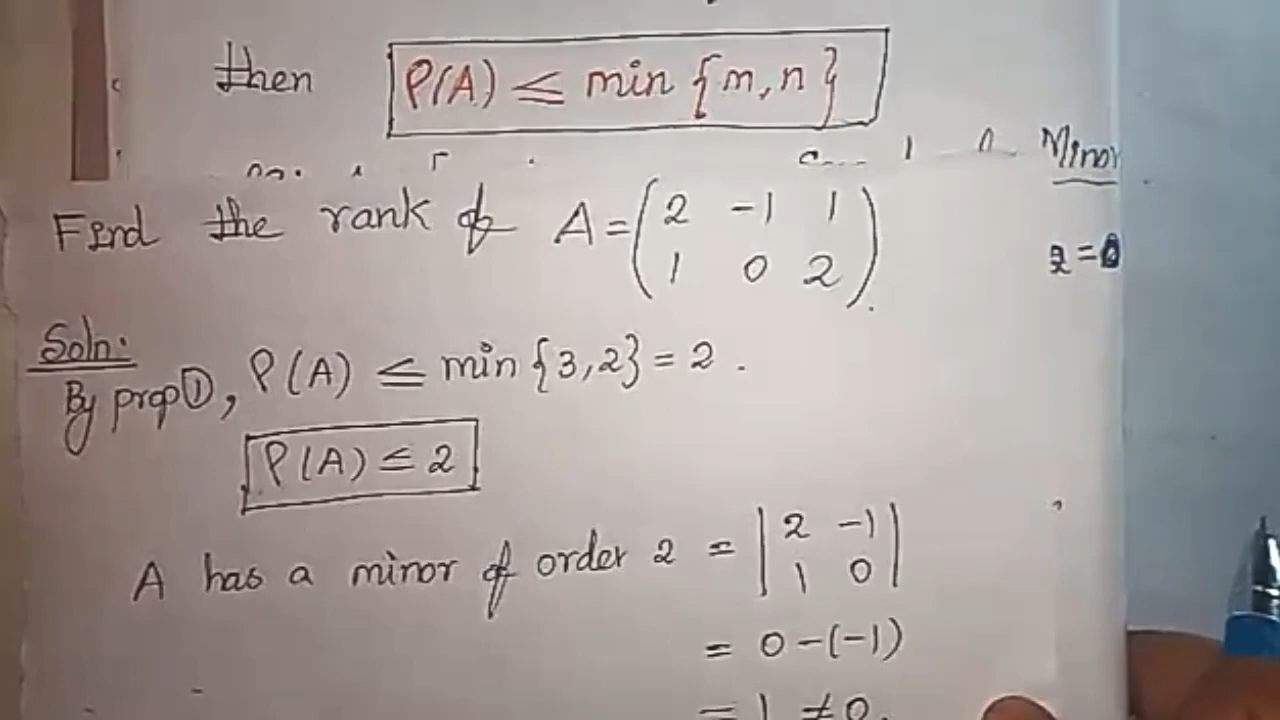 then ρ(A) ≤ min {m, n}
Minor
Find the rank of A = (2 -1 1
1 0 2).
Soln:
By prop①, ρ(A) ≤ min {3, 2} = 2.
ρ(A) ≤ 2
A has a minor of order 2 = |2 -1|
|1 0|
= 0-(-1)
= 1 ≠ 0.